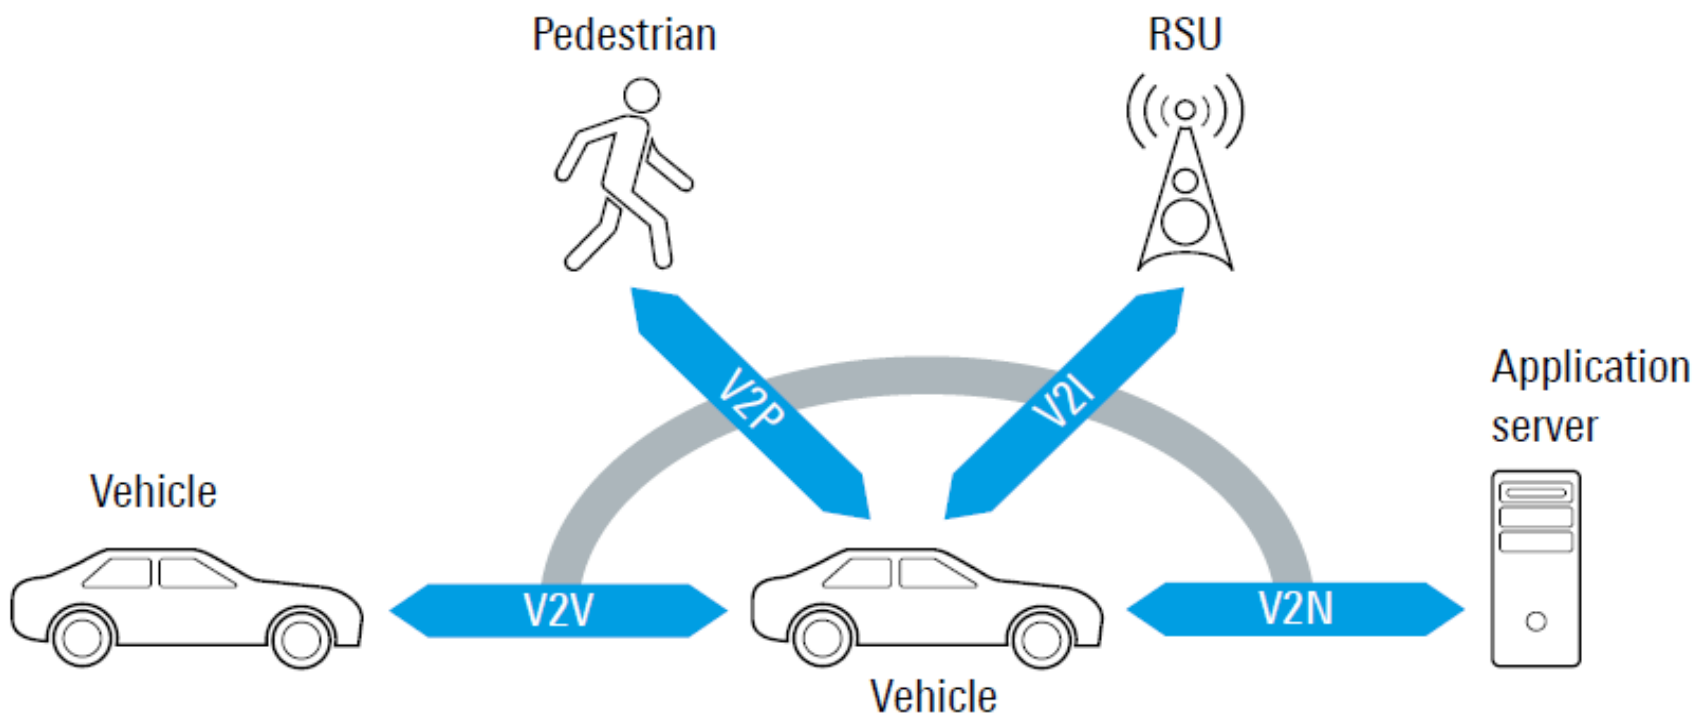 Pedestrian
RSU
V2P
V2I
Application
server
Vehicle
V2V
V2N
Vehicle